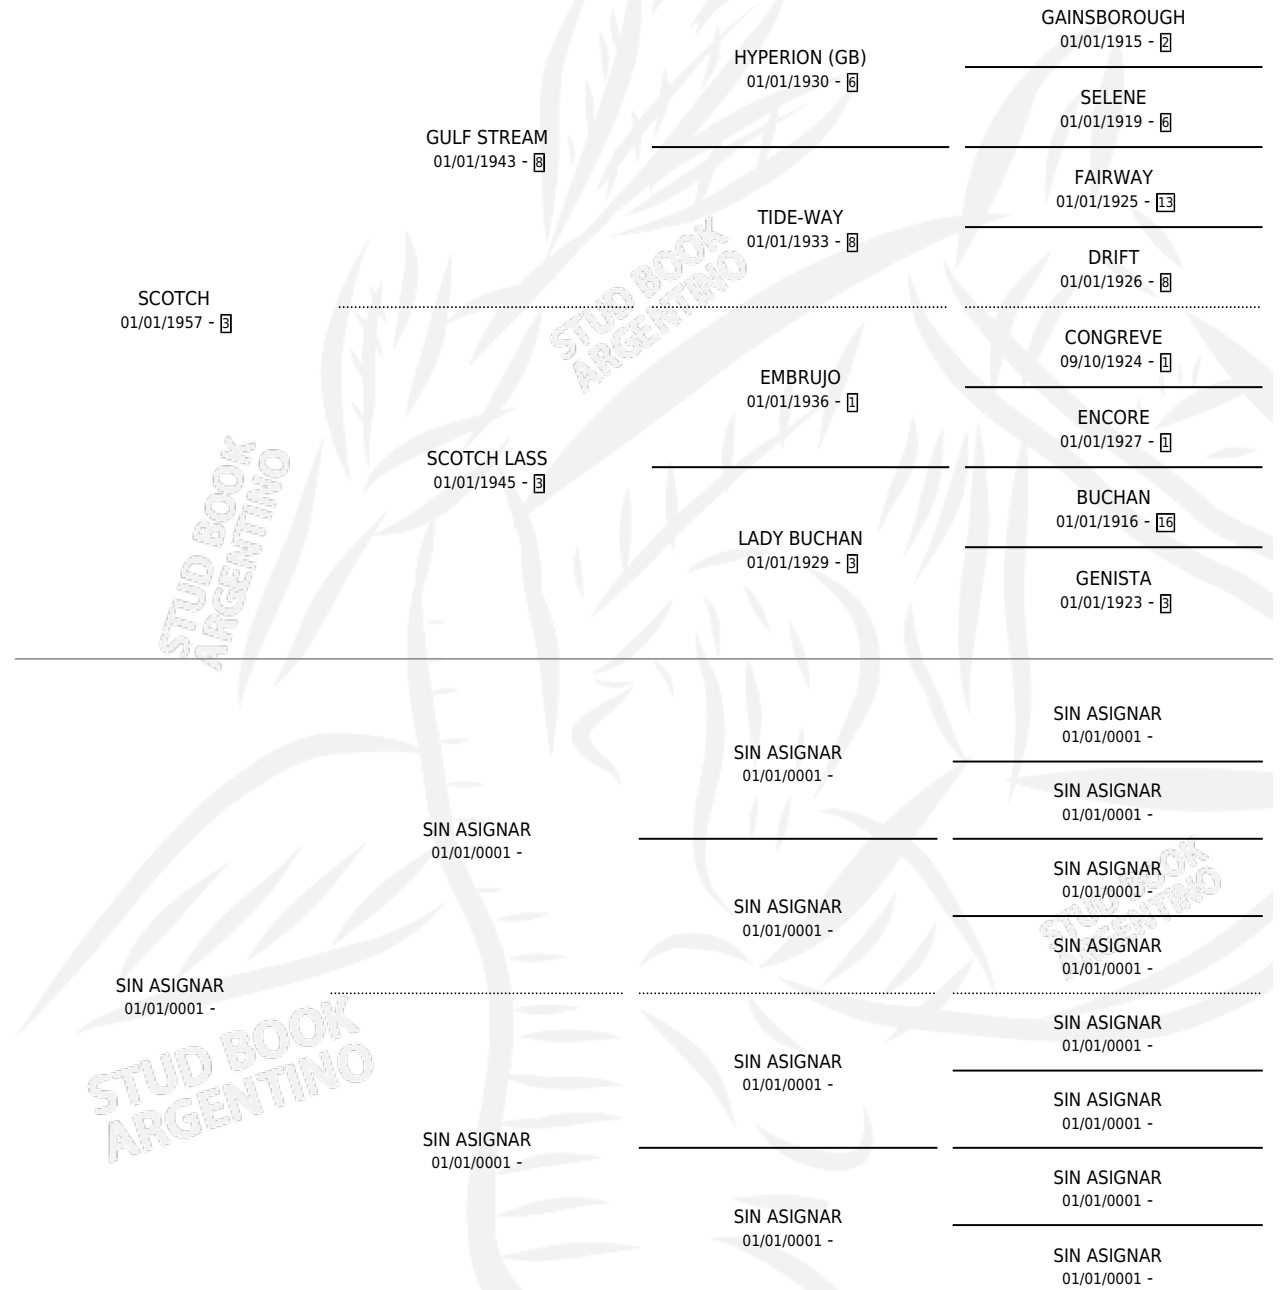 GAINSBOROUGH
01/01/1915 - 2
HYPERION (GB)
01/01/1930 - 6
SELENE
01/01/1919 - 6
GULF STREAM
01/01/1943 - 8
FAIRWAY
01/01/1925 - 13
TIDE-WAY
01/01/1933 - 8
DRIFT
01/01/1926 - 8
SCOTCH
01/01/1957 - 3
CONGREVE
09/10/1924 - 1
EMBRUJO
01/01/1936 - 1
ENCORE
01/01/1927 - 1
SCOTCH LASS
01/01/1945 - 3
BUCHAN
01/01/1916 - 16
LADY BUCHAN
01/01/1929 - 3
GENISTA
01/01/1923 - 3
STUD BOOK
ARGENTINO
STUD BOOK
ARGENTINO
SIN ASIGNAR
01/01/0001 -
SIN ASIGNAR
01/01/0001 -
SIN ASIGNAR
01/01/0001 -
SIN ASIGNAR
01/01/0001 -
SIN ASIGNAR
01/01/0001 -
SIN ASIGNAR
01/01/0001 -
SIN ASIGNAR
01/01/0001 -
SIN ASIGNAR
01/01/0001 -
SIN ASIGNAR
01/01/0001 -
SIN ASIGNAR
01/01/0001 -
SIN ASIGNAR
01/01/0001 -
SIN ASIGNAR
01/01/0001 -
SIN ASIGNAR
01/01/0001 -
SIN ASIGNAR
01/01/0001 -
SIN ASIGNAR
01/01/0001 -
STUD BOOK
ARGENTINO
STUD BOOK
ARGENTINO